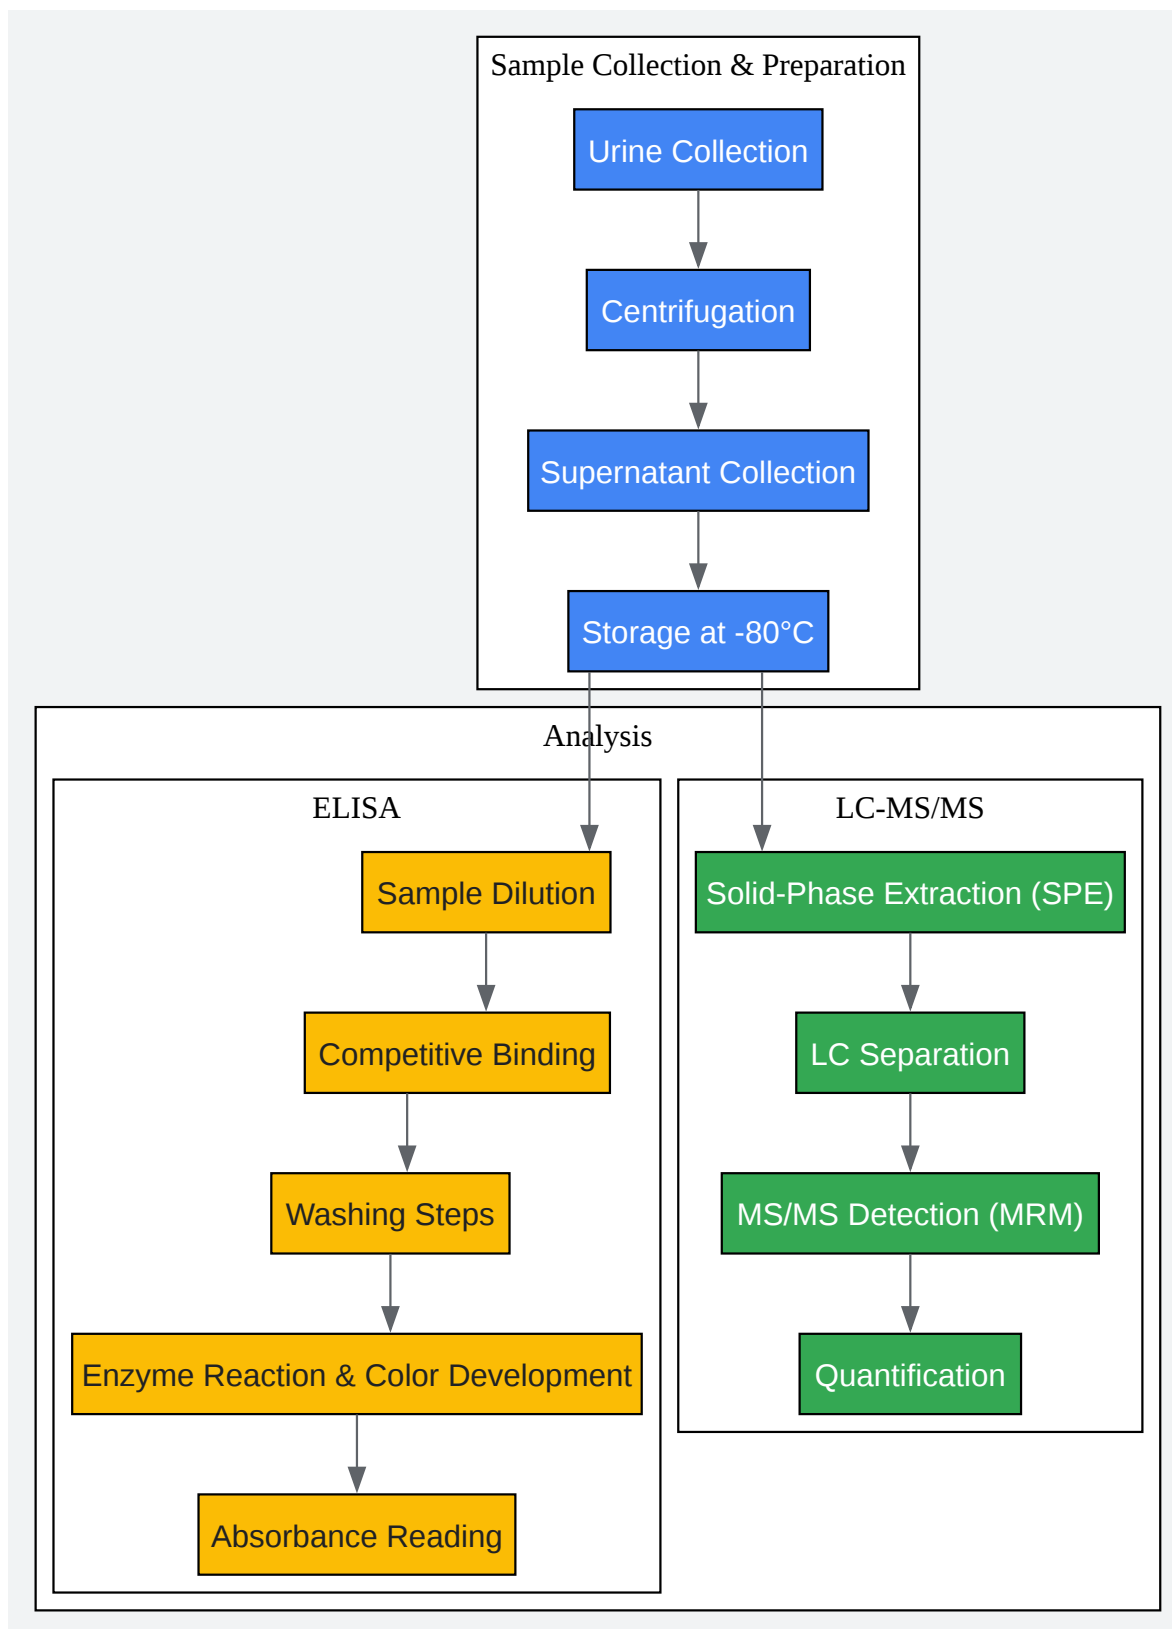 Sample Collection & Preparation
Urine Collection
Centrifugation
Supernatant Collection
Storage at -80°C
Analysis
ELISA
Sample Dilution
Competitive Binding
Washing Steps
Enzyme Reaction & Color Development
Absorbance Reading
LC-MS/MS
Solid-Phase Extraction (SPE)
LC Separation
MS/MS Detection (MRM)
Quantification